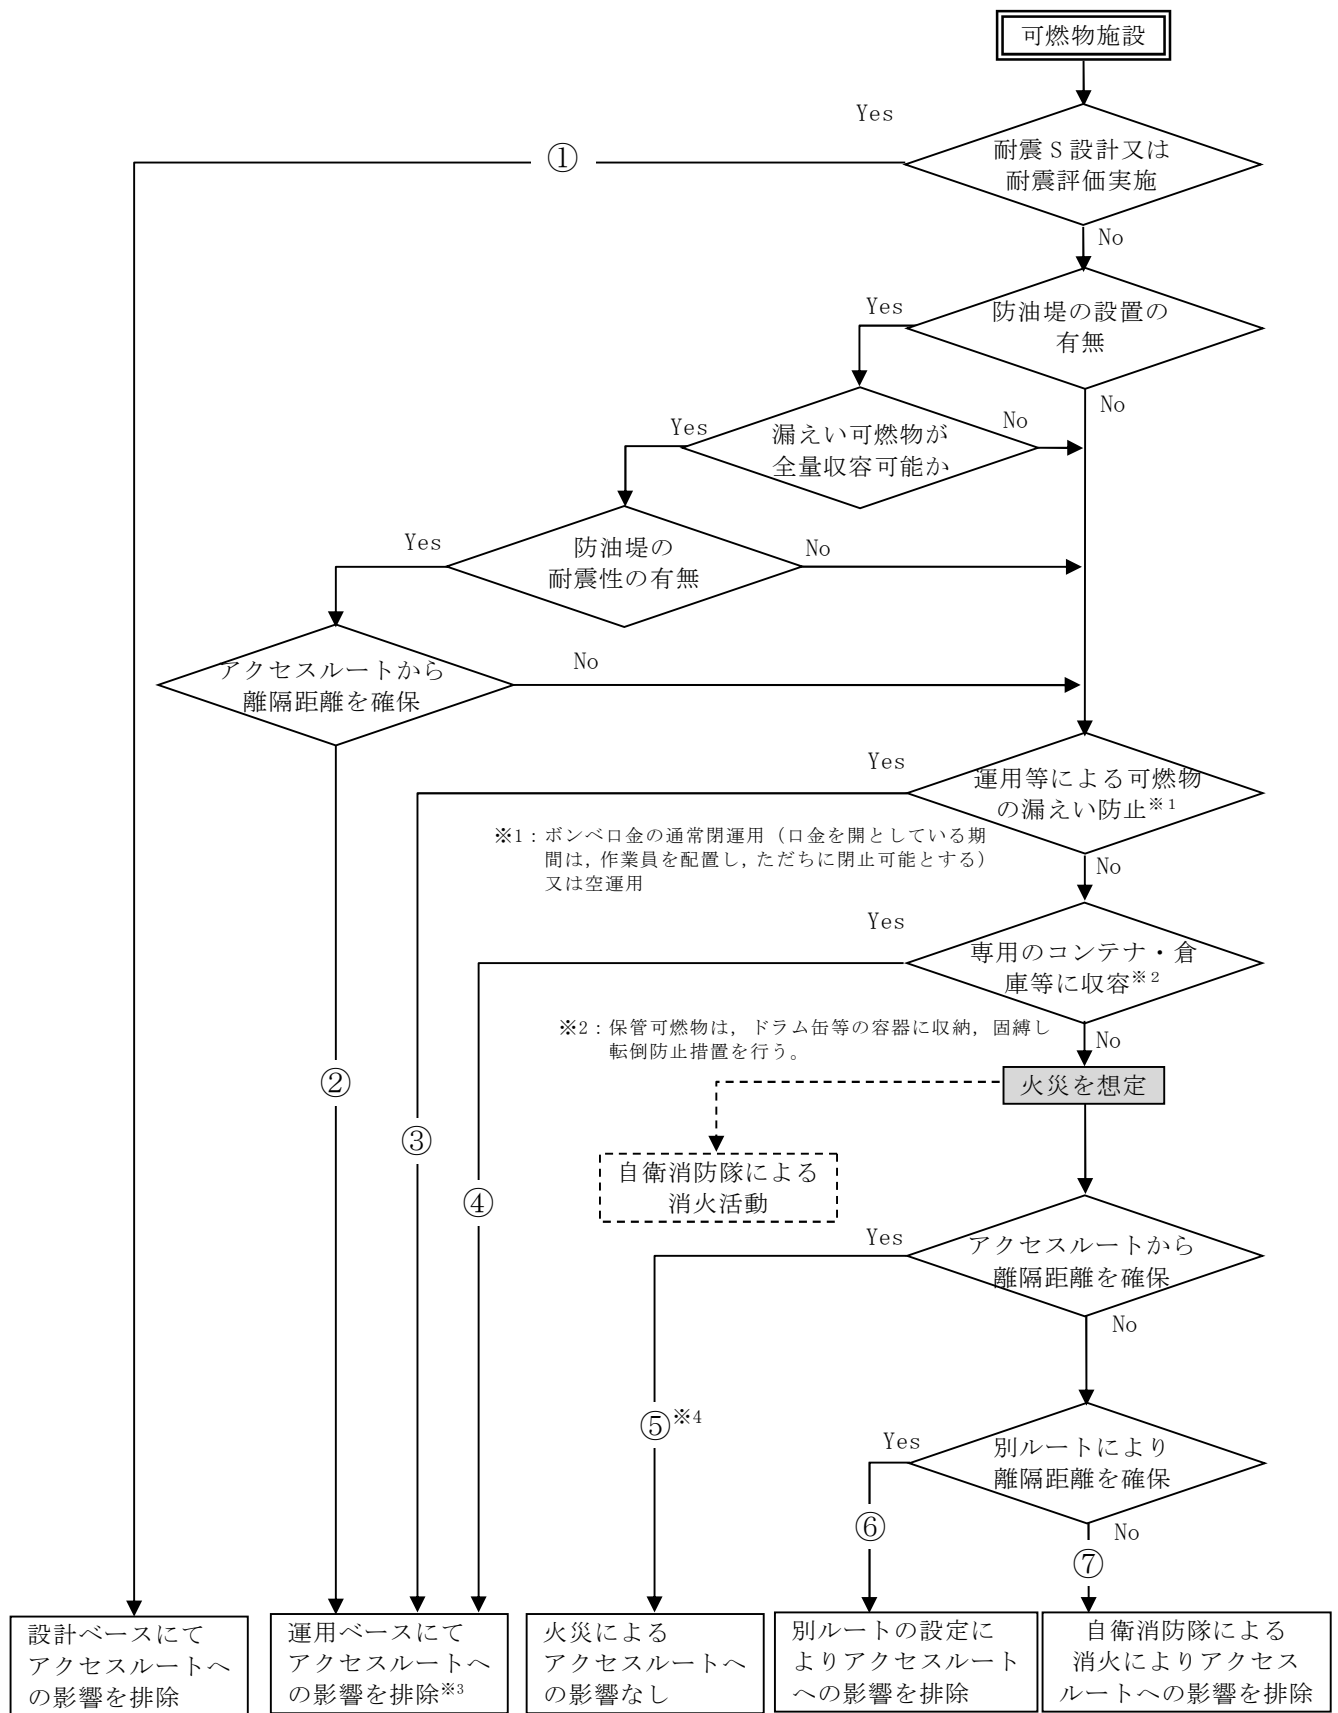 可燃物施設
Yes
①
耐震 S 設計又は
耐震評価実施
No
Yes
防油堤の設置の
有無
No
Yes
漏えい可燃物が
全量収容可能か
No
Yes
防油堤の
耐震性の有無
No
アクセスルートから
離隔距離を確保
No
Yes
運用等による可燃物
の漏えい防止※1
※1：ボンベ口金の通常閉運用（口金を開としている期
間は，作業員を配置し，ただちに閉止可能とする）
又は空運用
No
Yes
専用のコンテナ・倉
庫等に収容※2
※2：保管可燃物は，ドラム缶等の容器に収納，固縛し
転倒防止措置を行う。
No
②
火災を想定
③
自衛消防隊による
消火活動
④
Yes
アクセスルートから
離隔距離を確保
No
⑤※4
Yes
別ルートにより
離隔距離を確保
⑥
No
⑦
設計ベースにて
アクセスルートへ
の影響を排除
運用ベースにて
アクセスルートへ
の影響を排除※3
火災による
アクセスルートへ
の影響なし
別ルートの設定に
よりアクセスルート
への影響を排除
自衛消防隊による
消火によりアクセス
ルートへの影響を排除